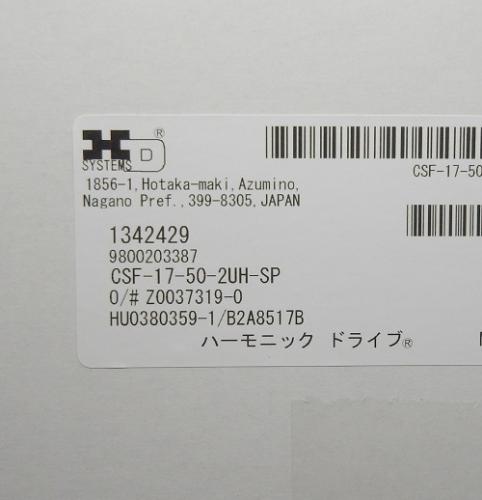 HD ®
SYSTEMS
1856-1, Hotaka-maki, Azumino,
Nagano Pref., 399-8305, JAPAN
CSF-17-50
1342429
9800203387
CSF-17-50-2UH-SP
O/# Z0037319-0
HU0380359-1/B2A8517B
ハーモニック ドライブ®